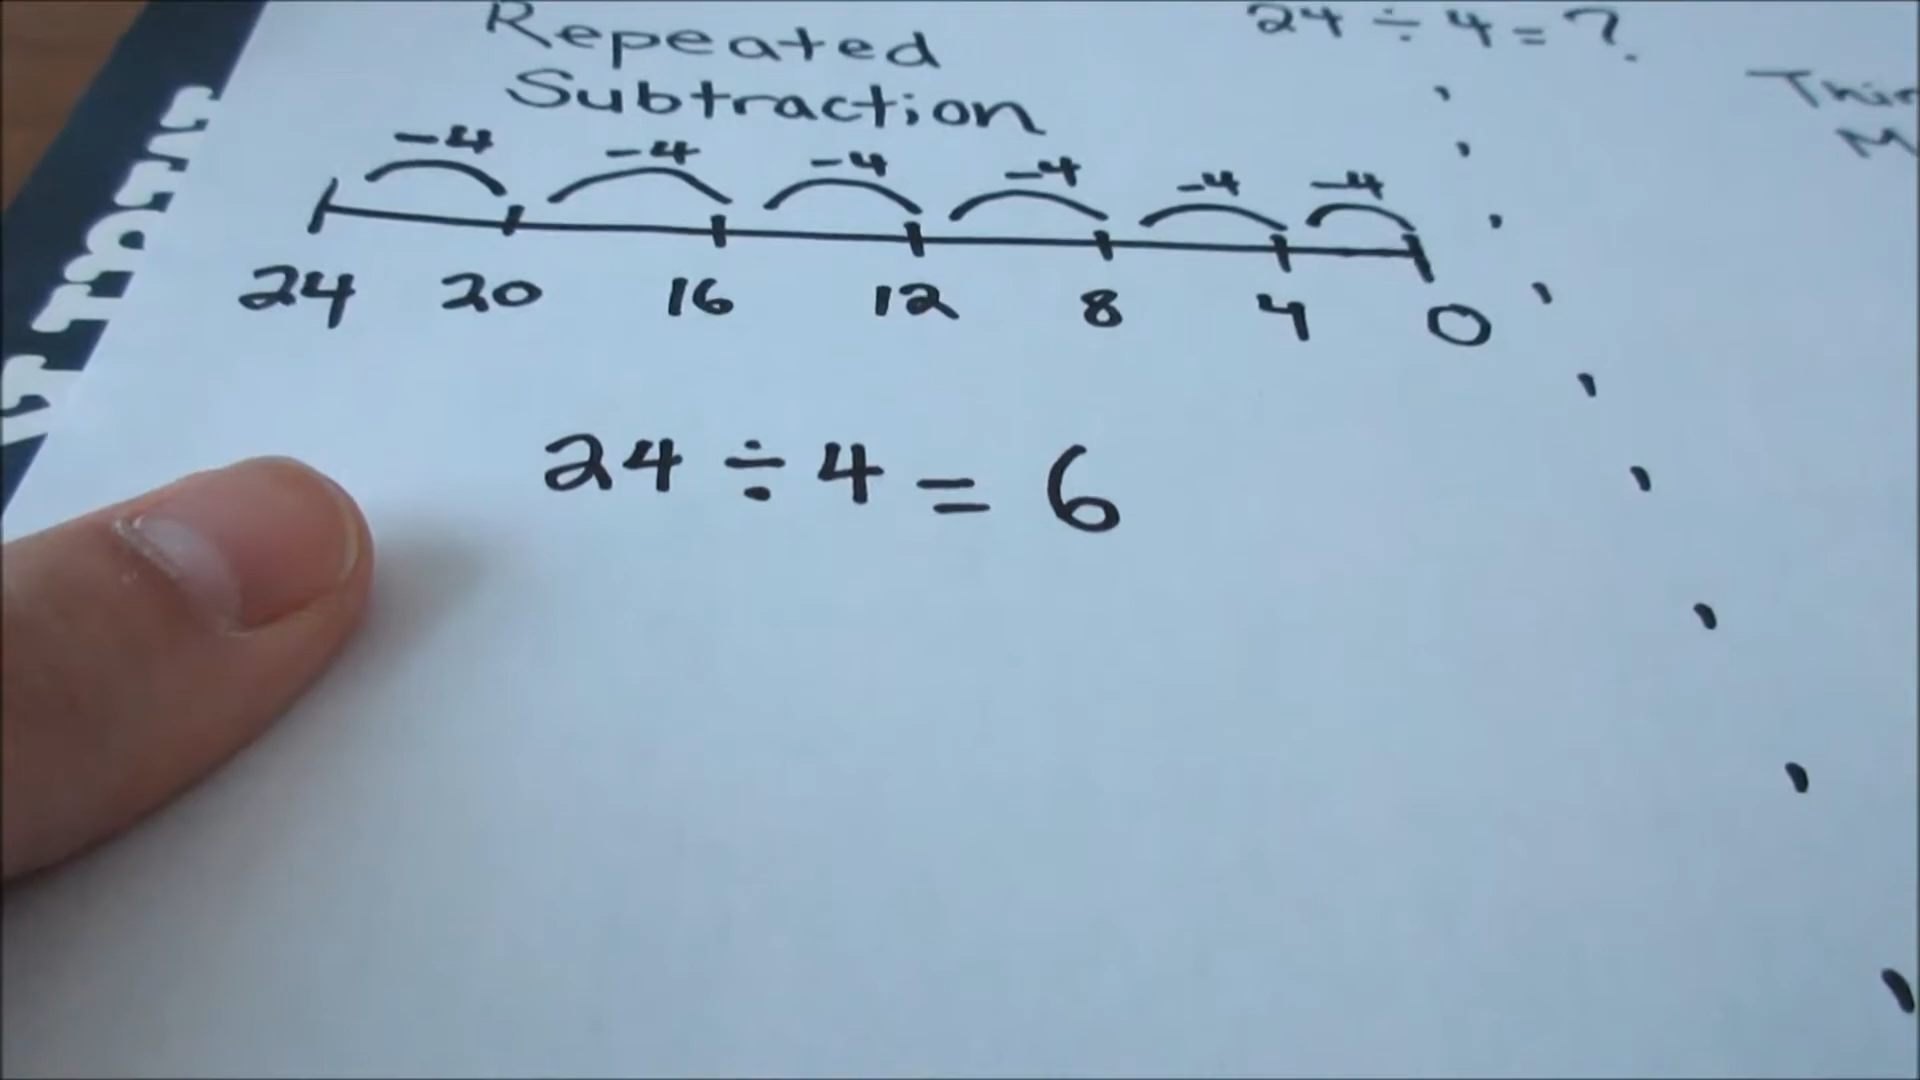 Repeated
Subtraction
24 ÷ 4 = ?
-4 -4 -4 -4 -4 -4
24 20 16 12 8 4 0
24 ÷ 4 = 6